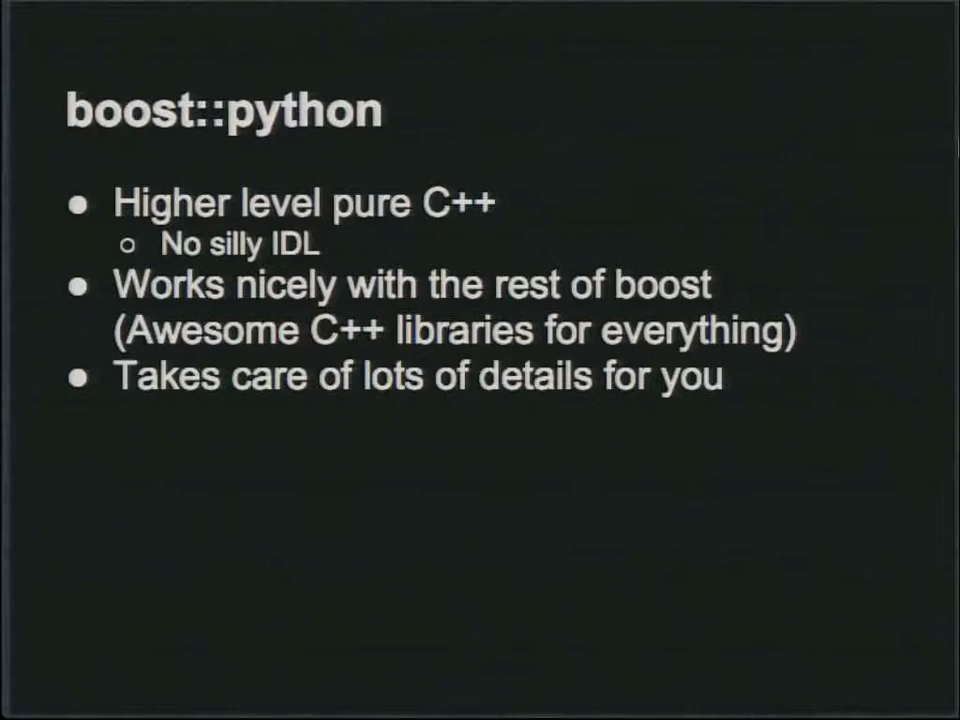 boost::python
● Higher level pure C++
○ No silly IDL
● Works nicely with the rest of boost
(Awesome C++ libraries for everything)
● Takes care of lots of details for you